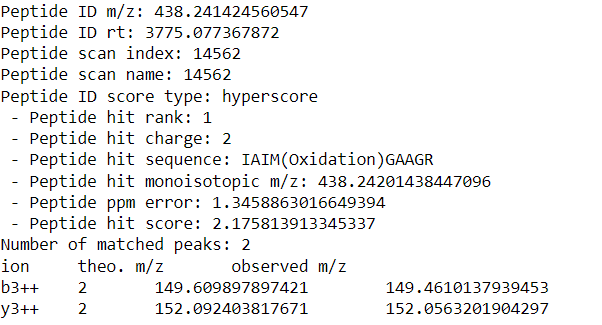 Peptide ID m/z: 438.241424560547
Peptide ID rt: 3775.077367872
Peptide scan index: 14562
Peptide scan name: 14562
Peptide ID score type: hyperscore
- Peptide hit rank: 1
- Peptide hit charge: 2
- Peptide hit sequence: IAIM(Oxidation)GAAGR
- Peptide hit monoisotopic m/z: 438.24201438447096
- Peptide ppm error: 1.3458863016649394
- Peptide hit score: 2.175813913345337
Number of matched peaks: 2
ion theo. m/z observed m/z
b3++ 2 149.609897897421 149.4610137939453
y3++ 2 152.092403817671 152.0563201904297